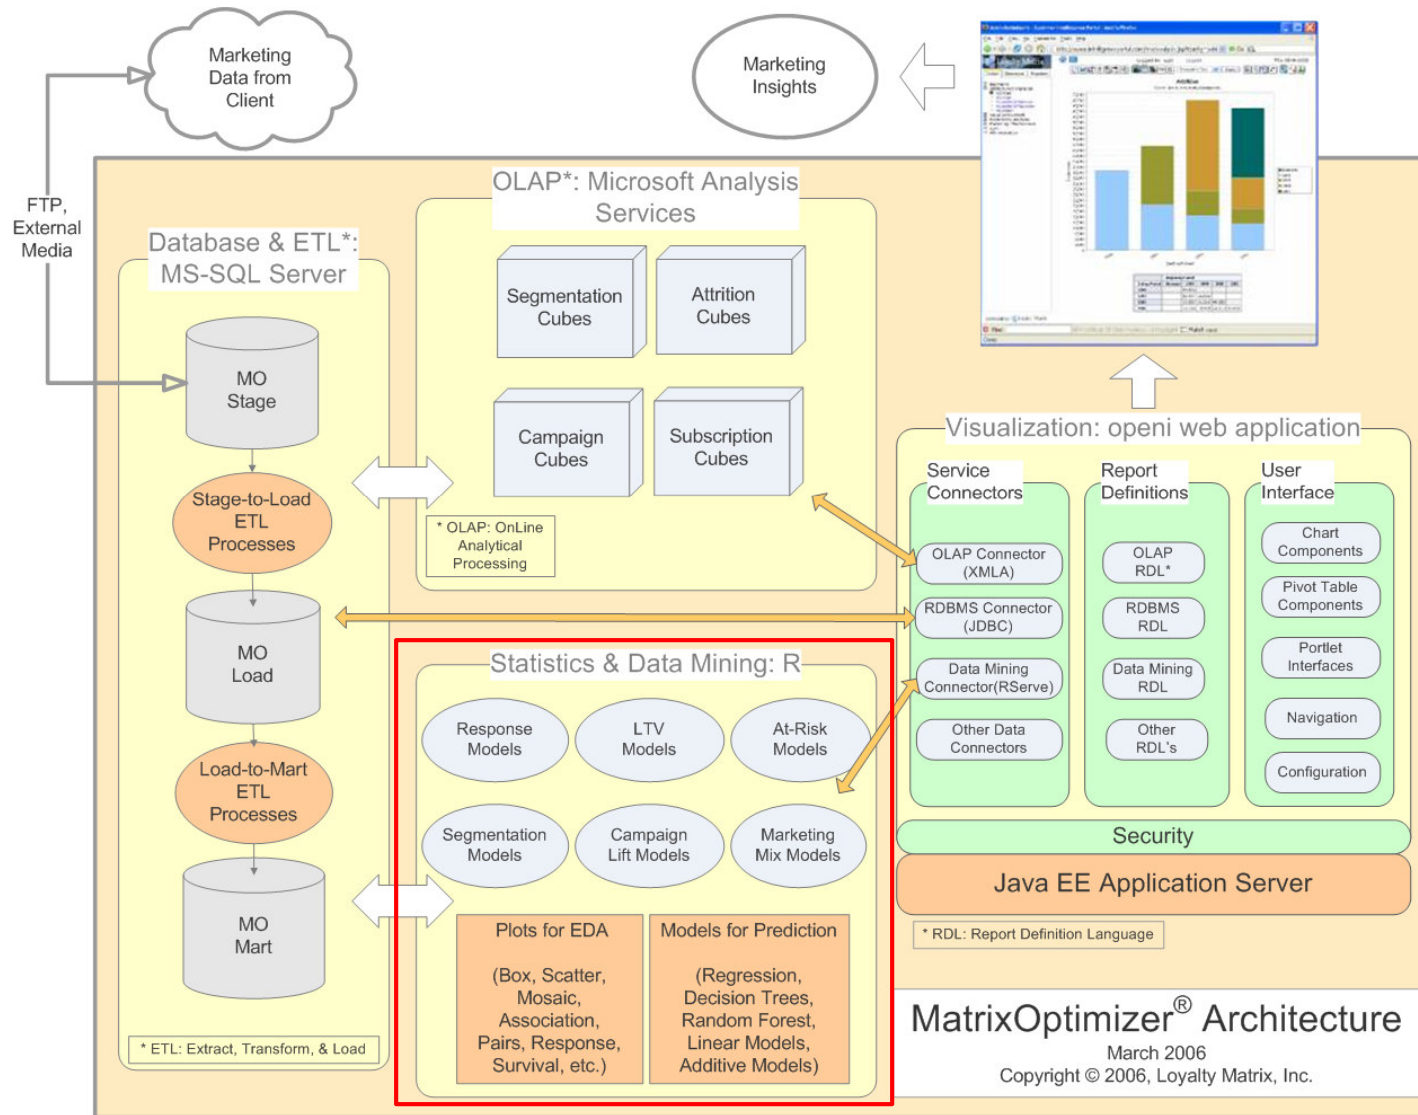 Marketing
Data from
Client
Marketing
Insights
Loyalty Matrix
Attrition
FTP,
External
Media
Database & ETL*:
MS-SQL Server
MO
Stage
Stage-to-Load
ETL
Processes
MO
Load
Load-to-Mart
ETL
Processes
MO
Mart
* ETL: Extract, Transform, & Load
OLAP*: Microsoft Analysis
Services
Segmentation
Cubes
Attrition
Cubes
Campaign
Cubes
Subscription
Cubes
* OLAP: OnLine
Analytical
Processing
Statistics & Data Mining: R
Response
Models
LTV
Models
At-Risk
Models
Segmentation
Models
Campaign
Lift Models
Marketing
Mix Models
Plots for EDA
(Box, Scatter,
Mosaic,
Association,
Pairs, Response,
Survival, etc.)
Models for Prediction
(Regression,
Decision Trees,
Random Forest,
Linear Models,
Additive Models)
Visualization: openi web application
Service
Connectors
OLAP Connector
(XMLA)
RDBMS Connector
(JDBC)
Data Mining
Connector(RServe)
Other Data
Connectors
Report
Definitions
OLAP
RDL*
RDBMS
RDL
Data Mining
RDL
Other
RDL's
User
Interface
Chart
Components
Pivot Table
Components
Portlet
Interfaces
Navigation
Configuration
Security
Java EE Application Server
* RDL: Report Definition Language
MatrixOptimizer® Architecture
March 2006
Copyright © 2006, Loyalty Matrix, Inc.